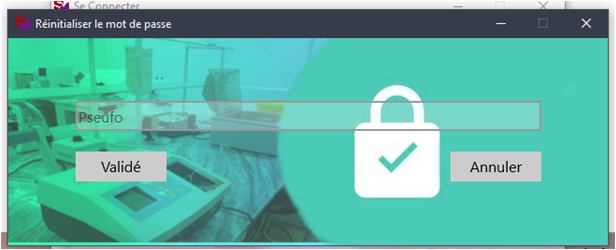 Se Connecter
Réinitialiser le mot de passe
Pseufo
Validé
Annuler